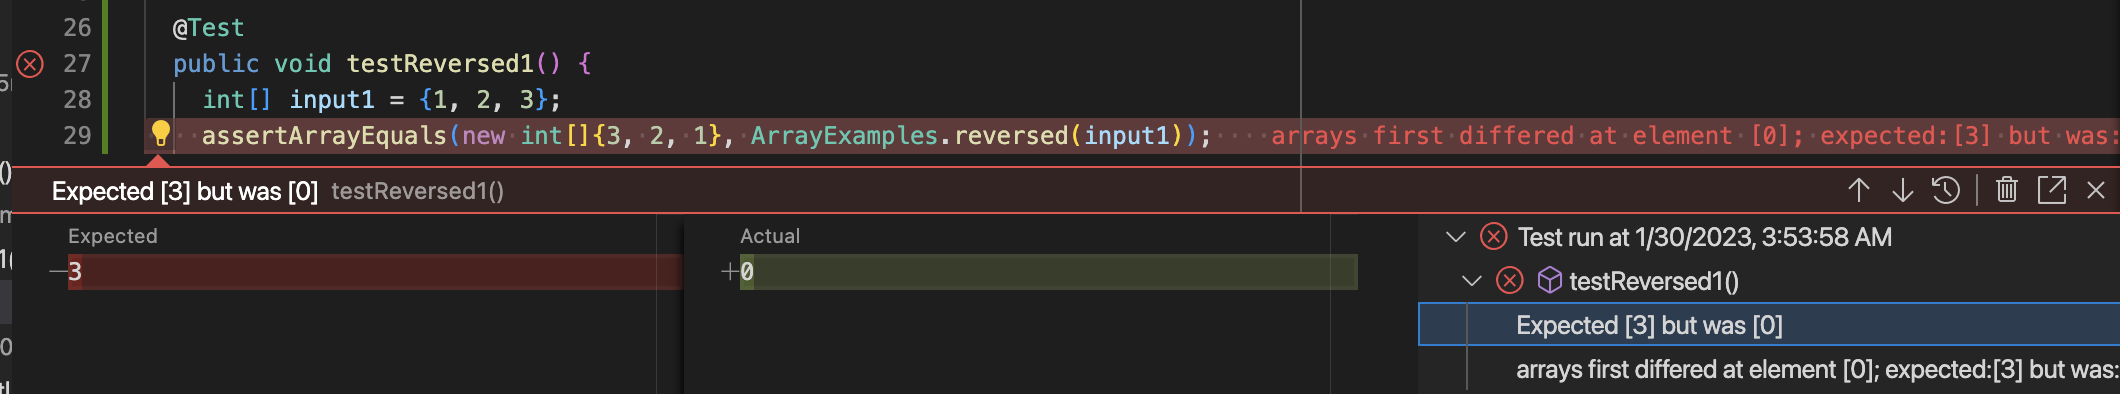 26 @Test
27 public void testReversed1() {
28 int[] input1 = {1, 2, 3};
29 assertArrayEquals(new int[]{3, 2, 1}, ArrayExamples.reversed(input1)); arrays first differed at element [0]; expected:[3] but was:
Expected [3] but was [0] testReversed1()
Expected
Actual
—3
+0
Test run at 1/30/2023, 3:53:58 AM
testReversed1()
Expected [3] but was [0]
arrays first differed at element [0]; expected:[3] but was: